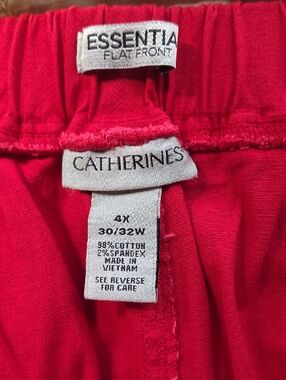 ESSENTIA
FLAT FRONT
CATHERINES
4X
30/32W
98%COTTON
2%SPANDEX
MADE IN
VIETNAM
SEE REVERSE
FOR CARE